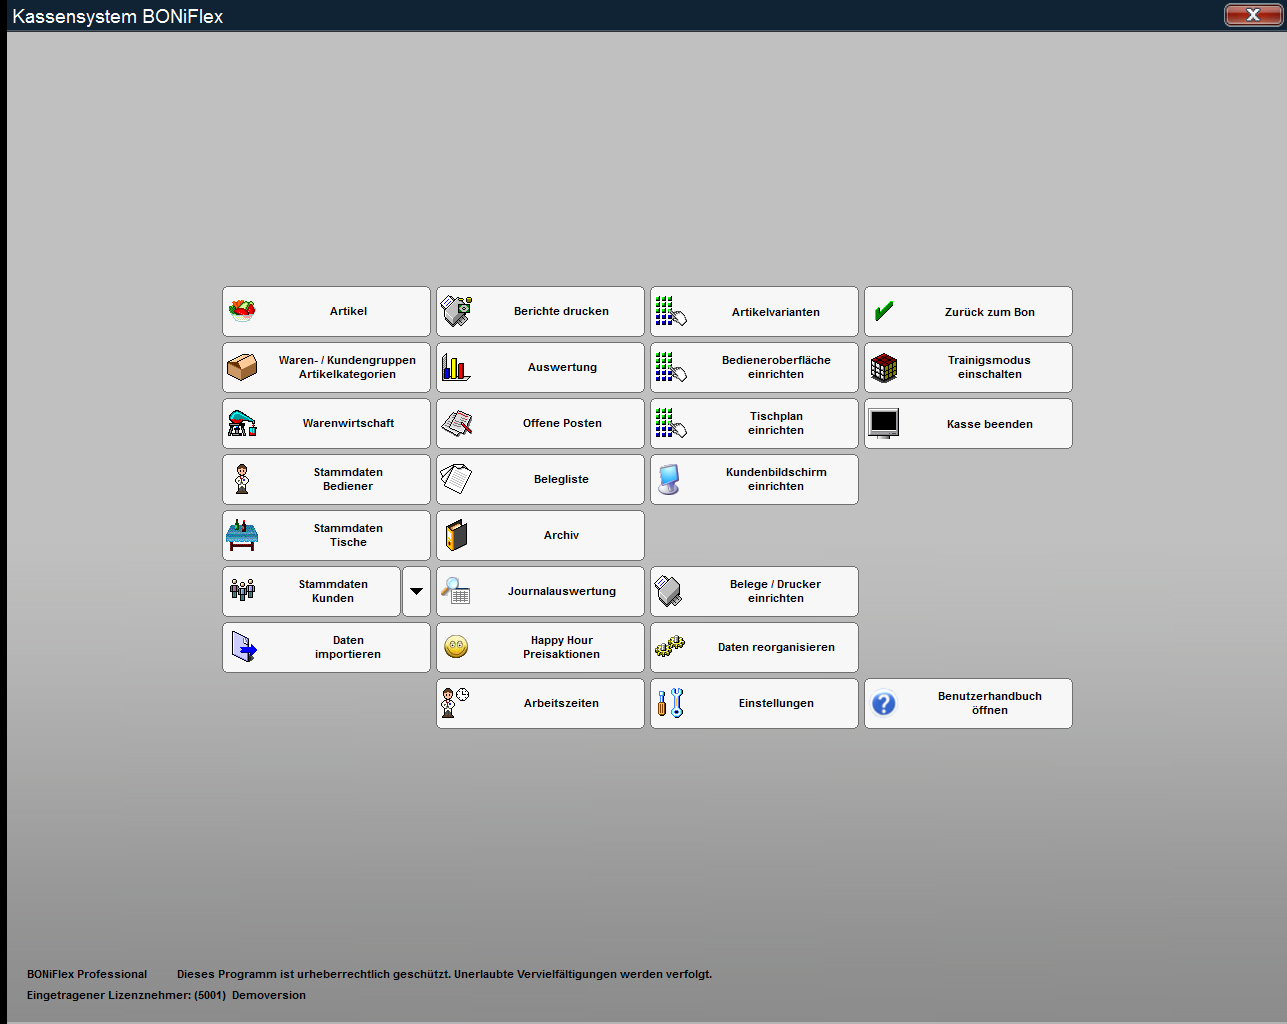 Kassensystem BONiFlex
Artikel
Berichte drucken
Artikelvarianten
Zurück zum Bon
Waren- / Kundengruppen
Artikelkategorien
Auswertung
Bedieneroberfläche
einrichten
Trainigsmodus
einschalten
Warenwirtschaft
Offene Posten
Tischplan
einrichten
Kasse beenden
Stammdaten
Bediener
Belegliste
Kundenbildschirm
einrichten
Stammdaten
Tische
Archiv
Stammdaten
Kunden
Journalauswertung
Belege / Drucker
einrichten
Daten
importieren
Happy Hour
Preisaktionen
Daten reorganisieren
Arbeitszeiten
Einstellungen
Benutzerhandbuch
öffnen
BONiFlex Professional Dieses Programm ist urheberrechtlich geschützt. Unerlaubte Vervielfältigungen werden verfolgt.
Eingetragener Lizenznehmer: (5001) Demoversion